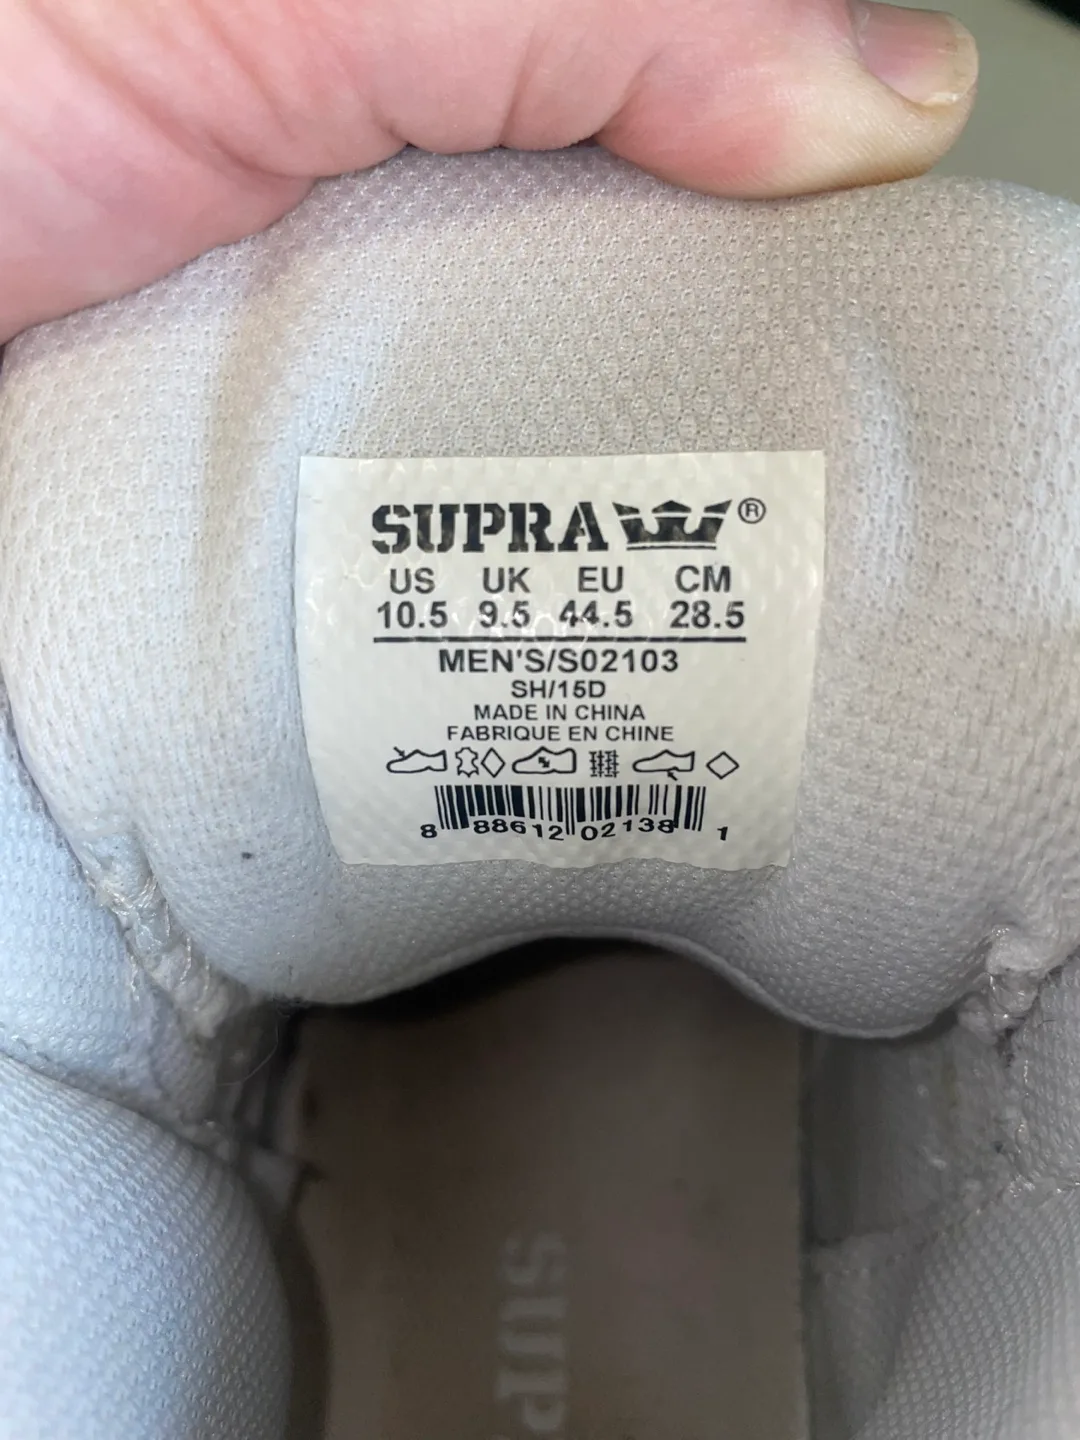 SUPRA ®
US UK EU CM
10.5 9.5 44.5 28.5
MEN'S/S02103
SH/15D
MADE IN CHINA
FABRIQUE EN CHINE
8 88612 02138 1
SUP